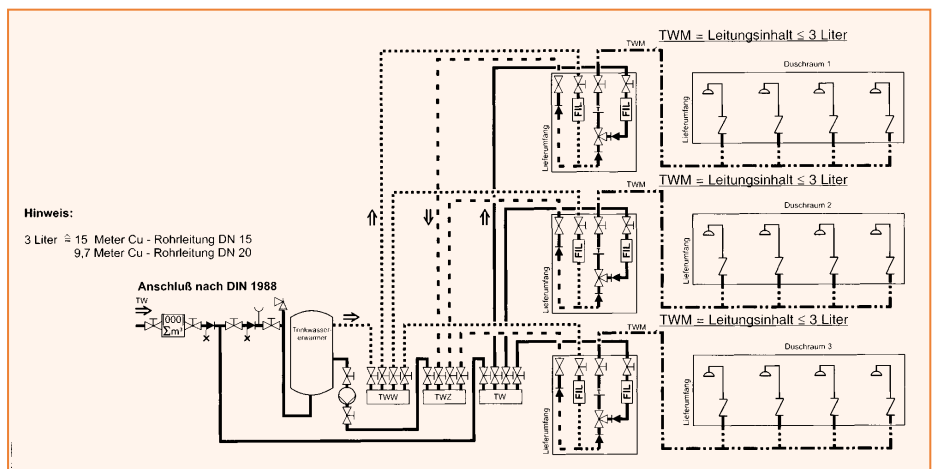 TWM = Leitungsinhalt ≤ 3 Liter
TWM
Duschraum 1
Lieferumfang
FIL
FIL
Lieferumfang
TWM = Leitungsinhalt ≤ 3 Liter
TWM
Duschraum 2
Lieferumfang
FIL
FIL
Lieferumfang
Hinweis:
3 Liter ≙ 15 Meter Cu - Rohrleitung DN 15
9,7 Meter Cu - Rohrleitung DN 20
Anschluß nach DIN 1988
TW
000
Σm³
Trinkwasser-
erwärmer
TWW
TWZ
TW
TWM = Leitungsinhalt ≤ 3 Liter
TWM
Duschraum 3
Lieferumfang
FIL
FIL
Lieferumfang